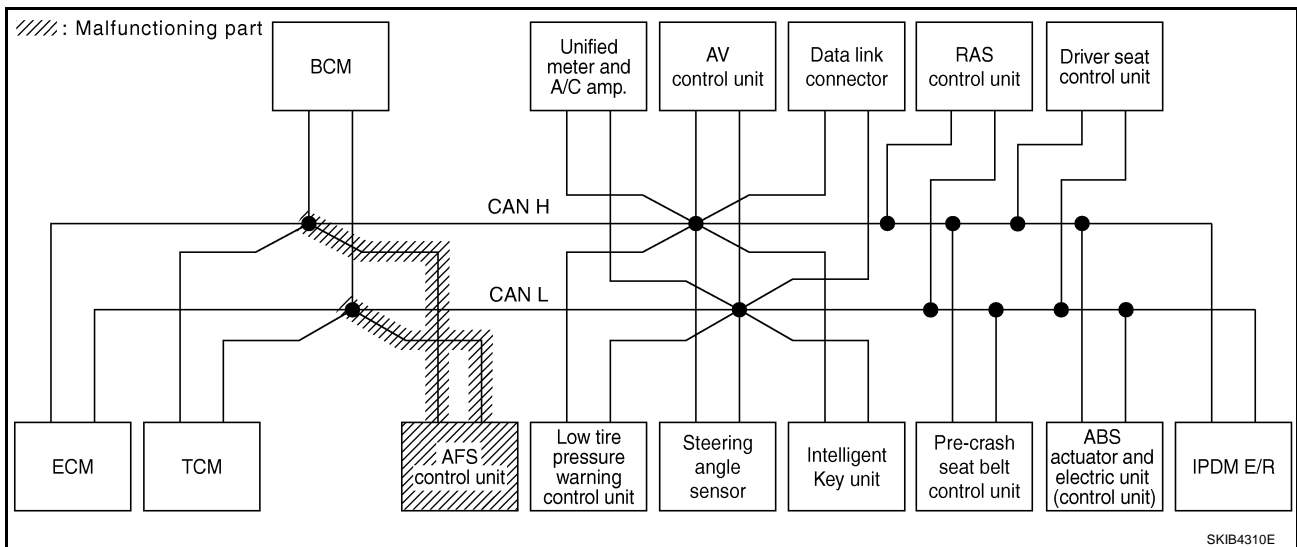 : Malfunctioning part
BCM
Unified
meter and
A/C amp.
AV
control unit
Data link
connector
RAS
control unit
Driver seat
control unit
CAN H
CAN L
ECM
TCM
AFS
control unit
Low tire
pressure
warning
control unit
Steering
angle
sensor
Intelligent
Key unit
Pre-crash
seat belt
control unit
ABS
actuator and
electric unit
(control unit)
IPDM E/R
SKIB4310E